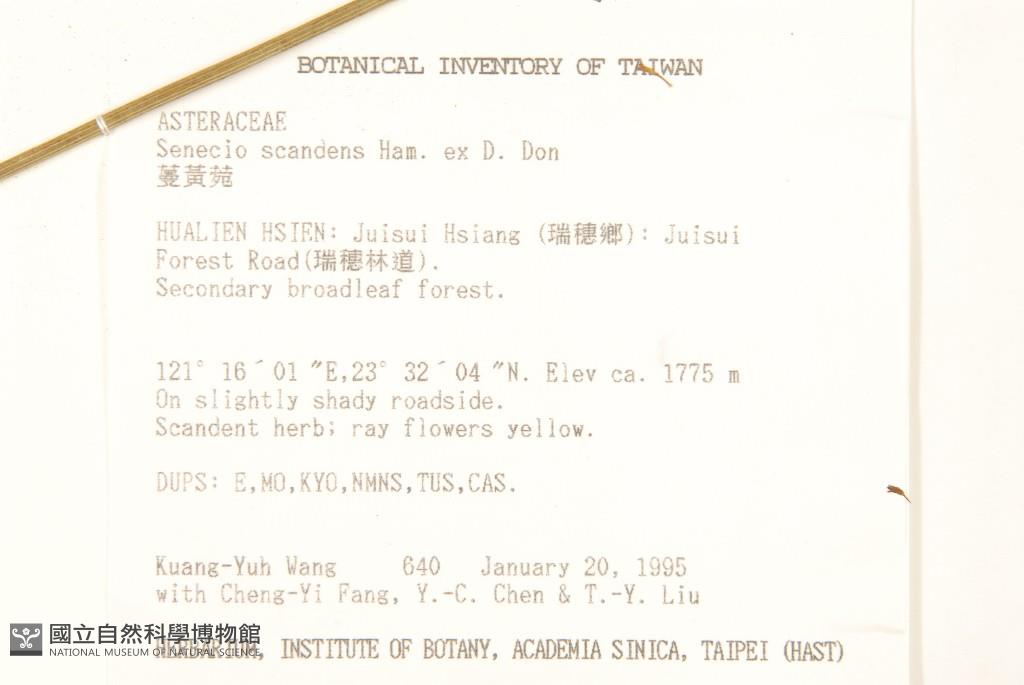 BOTANICAL INVENTORY OF TAIWAN
ASTERACEAE
Senecio scandens Ham. ex D. Don
蔓黃菀
HUALIEN HSIEN: Juisui Hsiang (瑞穗鄉): Juisui
Forest Road(瑞穗林道).
Secondary broadleaf forest.
121° 16´01 ″E,23° 32´04 ″N. Elev ca. 1775 m
On slightly shady roadside.
Scandent herb; ray flowers yellow.
DUPS: E,MO,KYO,NMNS,TUS,CAS.
Kuang-Yuh Wang 640 January 20, 1995
with Cheng-Yi Fang, Y.-C. Chen & T.-Y. Liu
HERBARIUM, INSTITUTE OF BOTANY, ACADEMIA SINICA, TAIPEI (HAST)
國立自然科學博物館
NATIONAL MUSEUM OF NATURAL SCIENCE